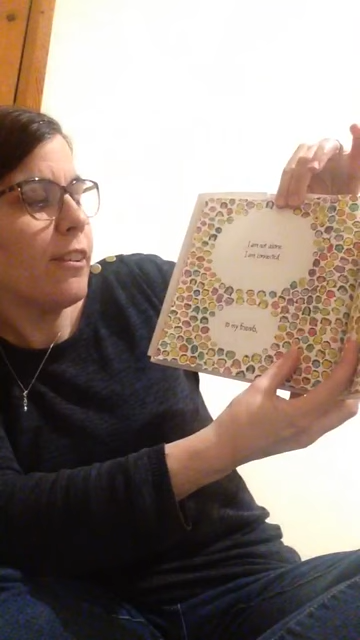 I am not alone.
I am connected
to my friends,